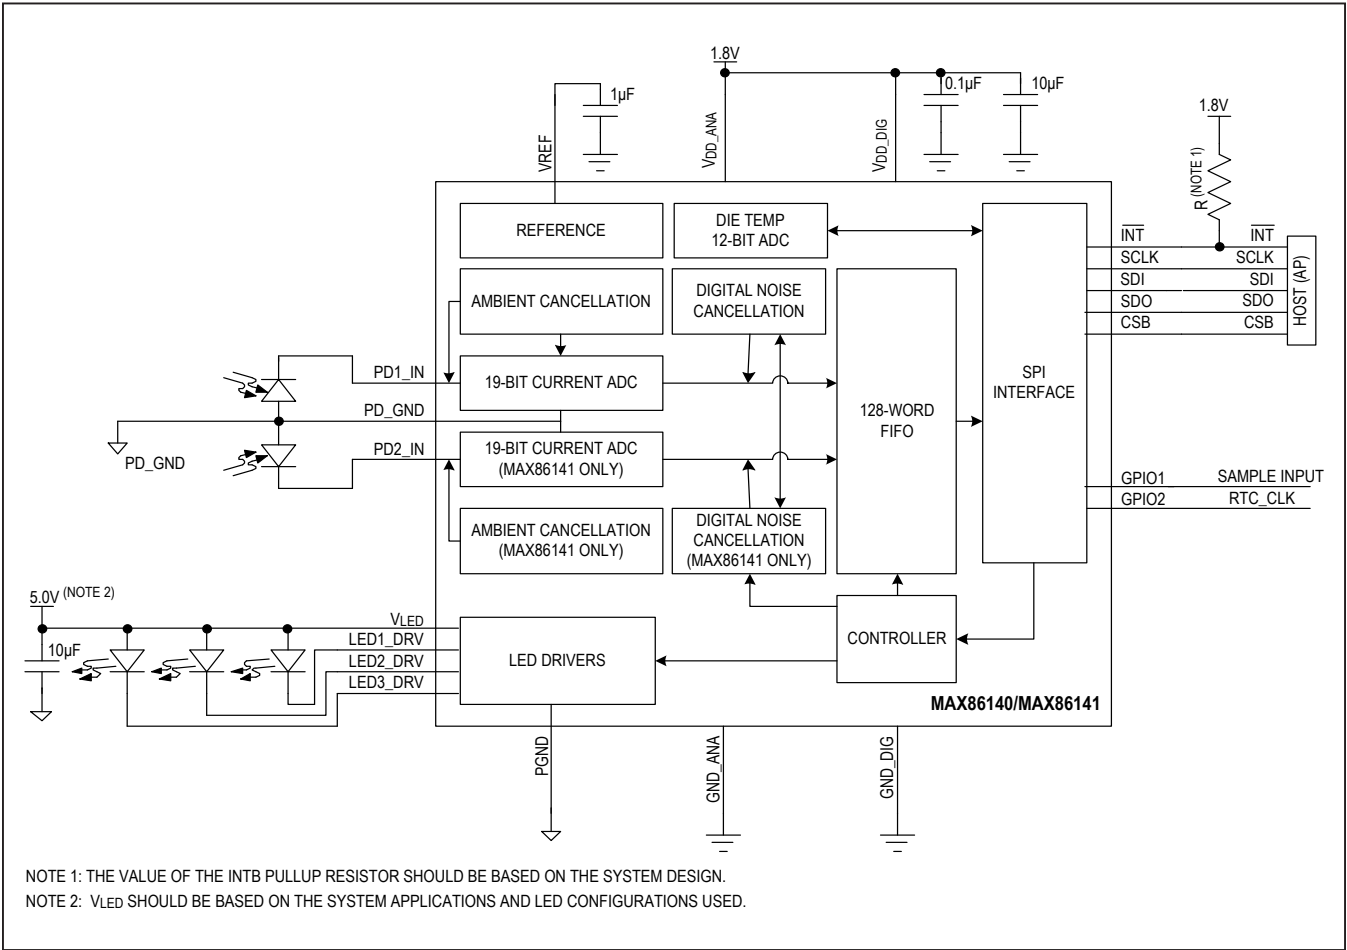 1.8V
1µF
0.1µF
10µF
1.8V
VREF
VDD_ANA
VDD_DIG
R (NOTE 1)
REFERENCE
DIE TEMP
12-BIT ADC
INT
INT
SCLK
SCLK
SDI
SDI
SDO
SDO
CSB
CSB
HOST (AP)
AMBIENT CANCELLATION
DIGITAL NOISE
CANCELLATION
SPI
INTERFACE
PD1_IN
19-BIT CURRENT ADC
128-WORD
FIFO
PD_GND
PD_GND
PD2_IN
19-BIT CURRENT ADC
(MAX86141 ONLY)
GPIO1
SAMPLE INPUT
GPIO2
RTC_CLK
AMBIENT CANCELLATION
(MAX86141 ONLY)
DIGITAL NOISE
CANCELLATION
(MAX86141 ONLY)
5.0V (NOTE 2)
10µF
VLED
LED1_DRV
LED2_DRV
LED3_DRV
LED DRIVERS
CONTROLLER
MAX86140/MAX86141
PGND
GND_ANA
GND_DIG
NOTE 1: THE VALUE OF THE INTB PULLUP RESISTOR SHOULD BE BASED ON THE SYSTEM DESIGN.
NOTE 2: VLED SHOULD BE BASED ON THE SYSTEM APPLICATIONS AND LED CONFIGURATIONS USED.